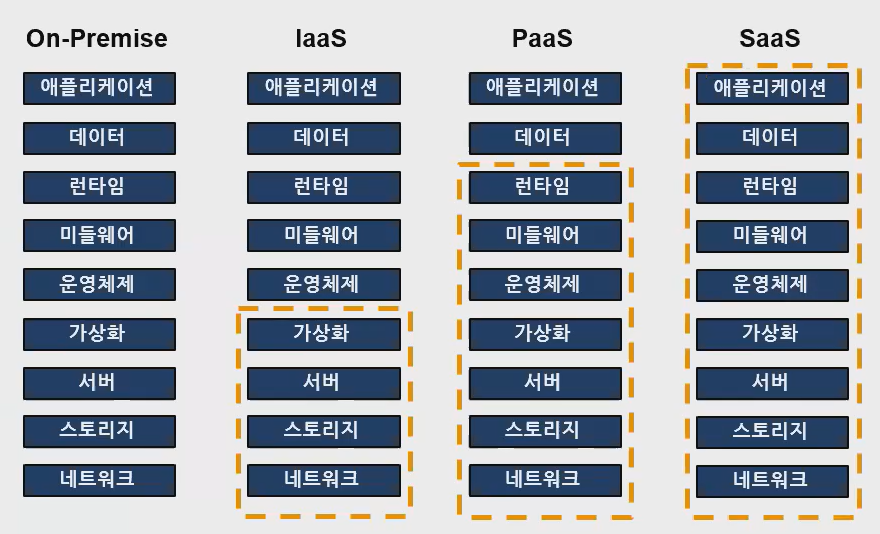 On-Premise IaaS PaaS SaaS
애플리케이션 애플리케이션 애플리케이션 애플리케이션
데이터 데이터 데이터 데이터
런타임 런타임 런타임 런타임
미들웨어 미들웨어 미들웨어 미들웨어
운영체제 운영체제 운영체제 운영체제
가상화 가상화 가상화 가상화
서버 서버 서버 서버
스토리지 스토리지 스토리지 스토리지
네트워크 네트워크 네트워크 네트워크